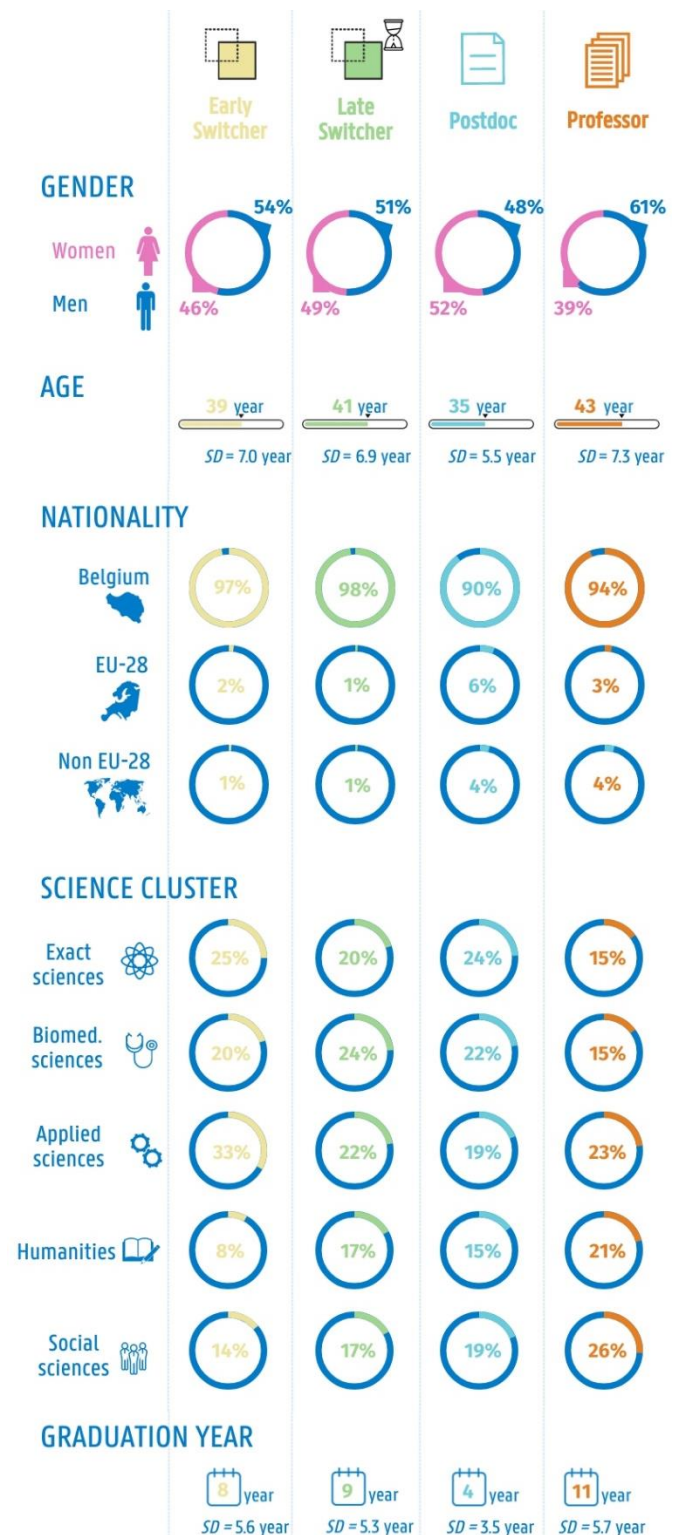 Early Switcher
Late Switcher
Postdoc
Professor
GENDER
54%
51%
48%
61%
Women
Men
46%
49%
52%
39%
AGE
39 year
41 year
35 year
43 year
SD = 7.0 year
SD = 6.9 year
SD = 5.5 year
SD = 7.3 year
NATIONALITY
Belgium
97%
98%
90%
94%
EU-28
2%
1%
6%
3%
Non EU-28
1%
1%
4%
4%
SCIENCE CLUSTER
Exact
sciences
25%
20%
24%
15%
Biomed.
sciences
20%
24%
22%
15%
Applied
sciences
33%
22%
19%
23%
Humanities
8%
17%
15%
21%
Social
sciences
14%
17%
19%
26%
GRADUATION YEAR
8 year
9 year
4 year
11 year
SD = 5.6 year
SD = 5.3 year
SD = 3.5 year
SD = 5.7 year